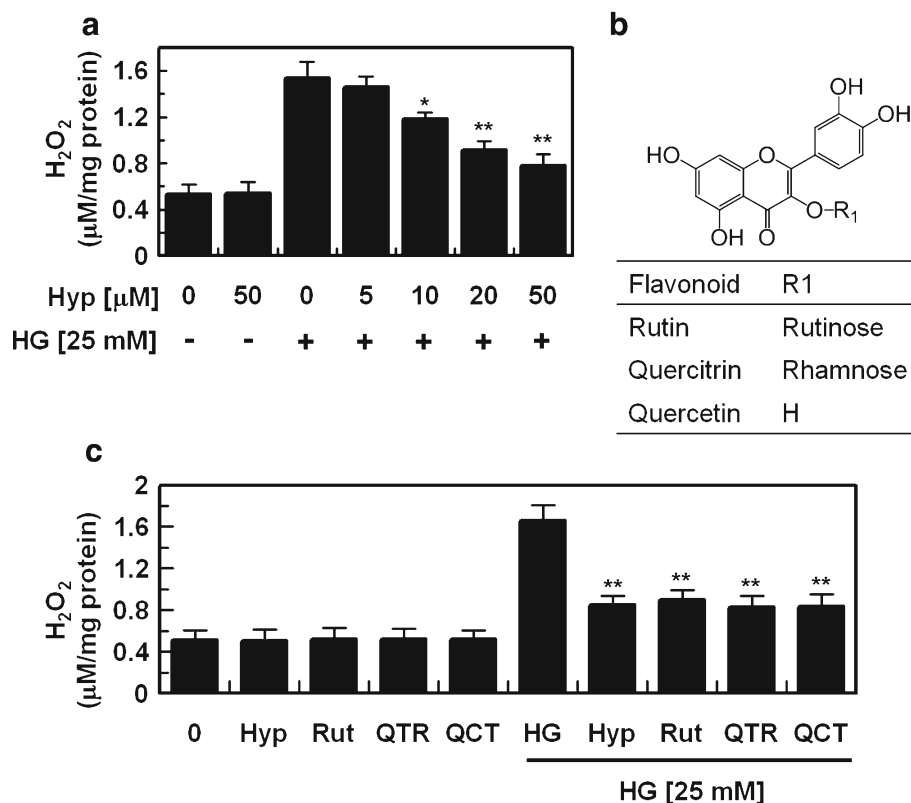 a
H2O2
(μM/mg protein)
1.6
1.2
0.8
0.4
0
*
**
**
Hyp [μM] 0 50 0 5 10 20 50
HG [25 mM] - - + + + + +
b
OH
OH
HO
O
O-R1
OH O
Flavonoid R1
Rutin Rutinose
Quercitrin Rhamnose
Quercetin H
c
H2O2
(μM/mg protein)
2
1.6
1.2
0.8
0.4
0
** ** ** **
0 Hyp Rut QTR QCT HG Hyp Rut QTR QCT
HG [25 mM]